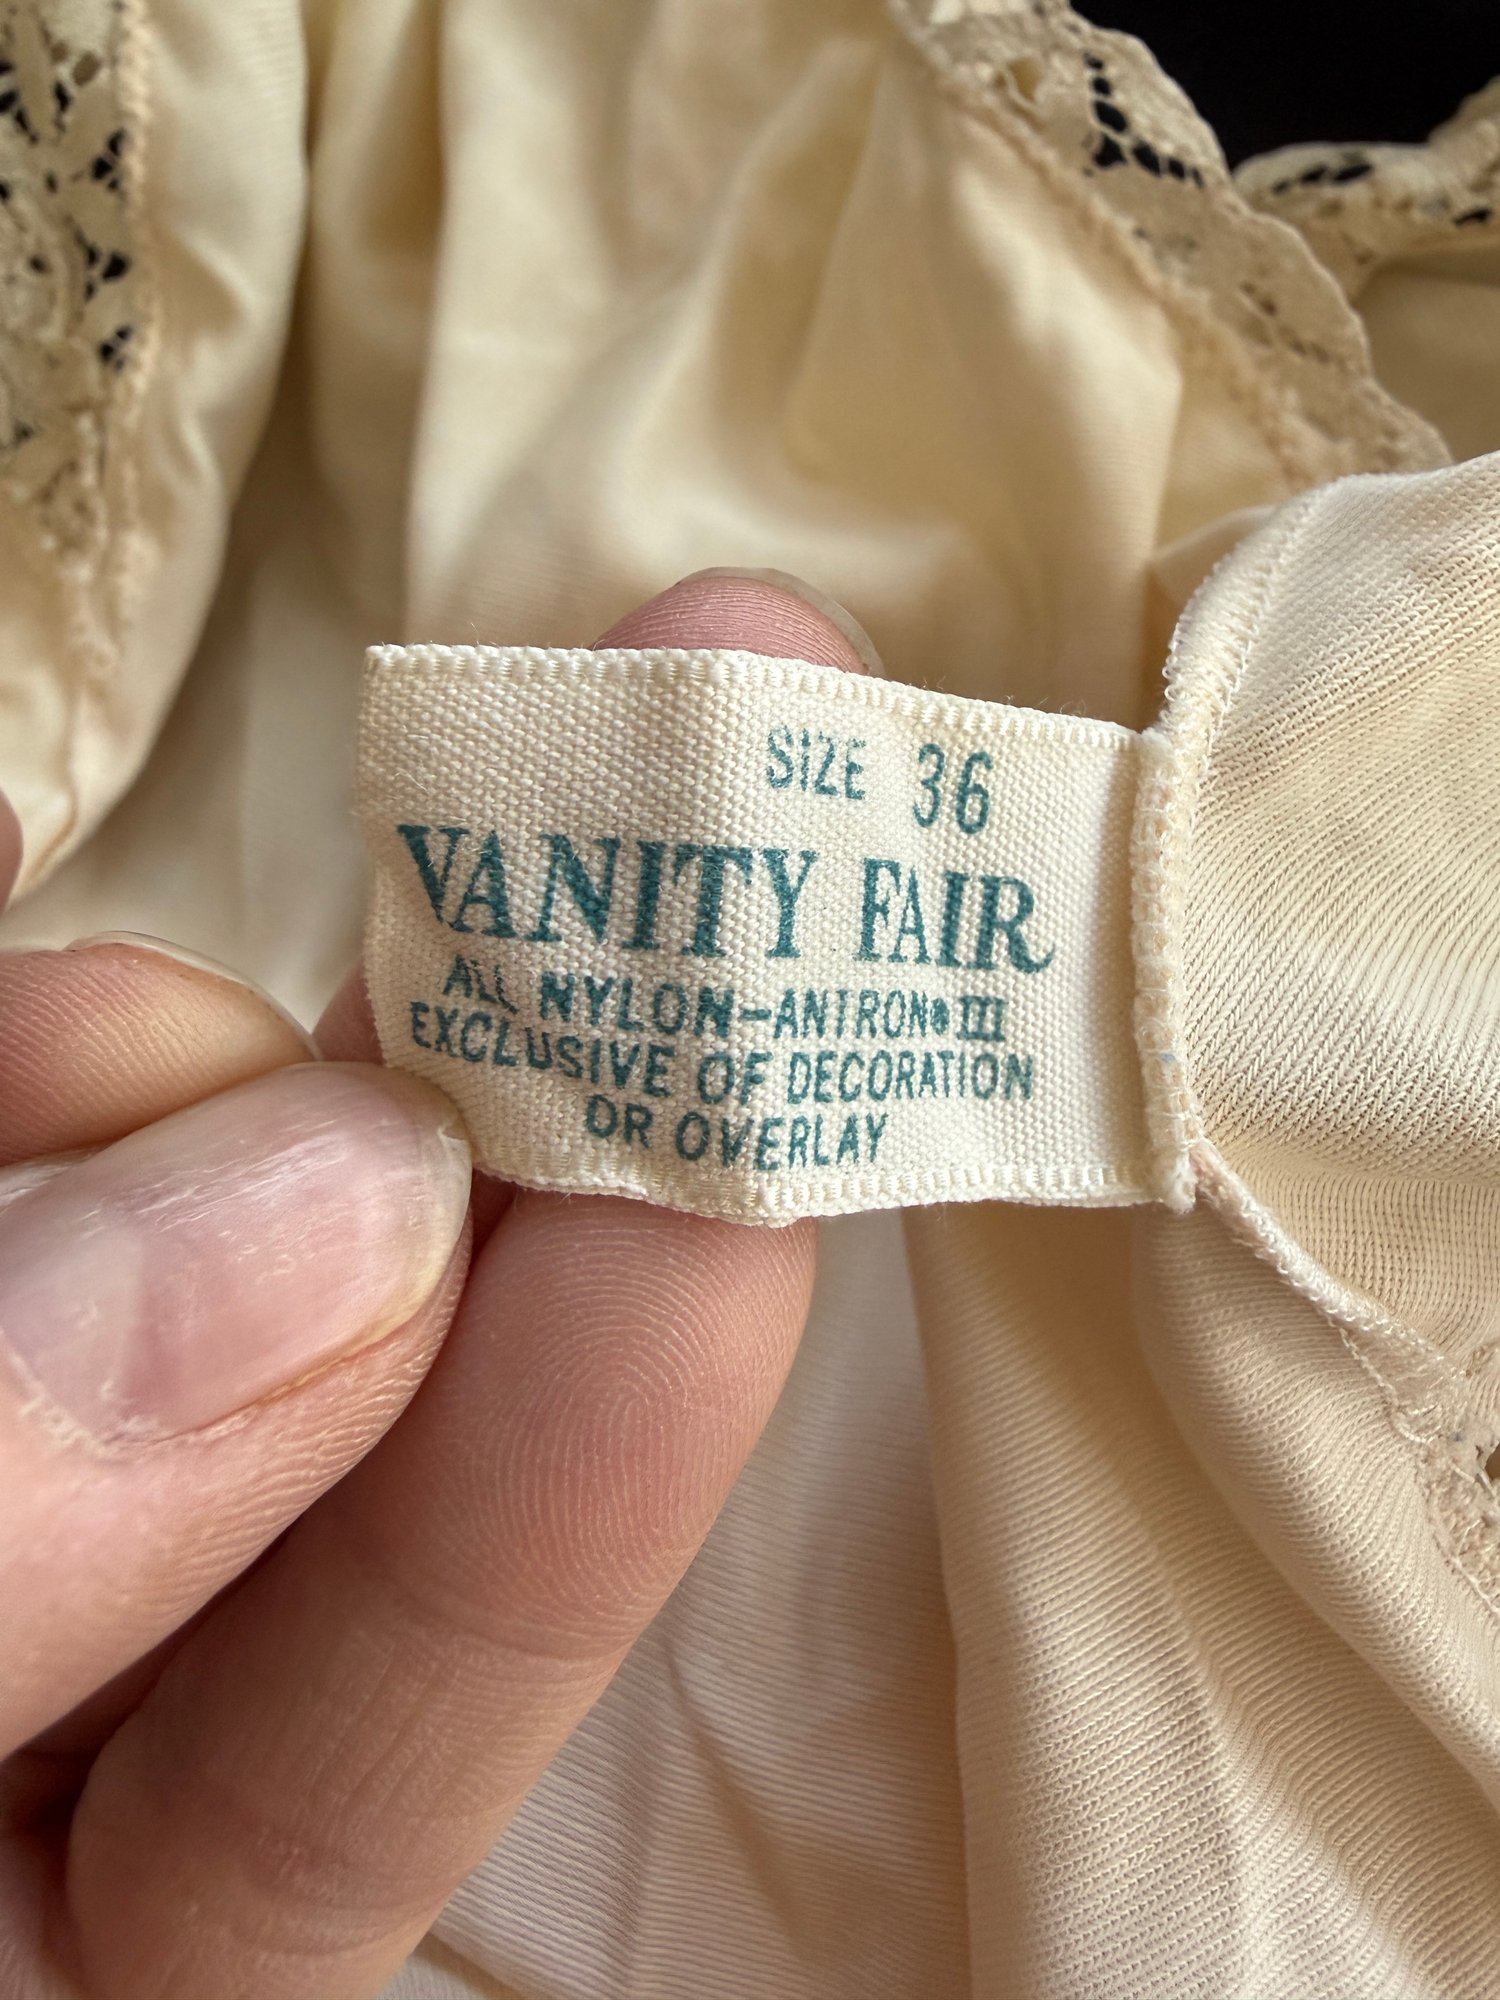 SIZE 36
VANITY FAIR
ALL NYLON-ANTRON® III
EXCLUSIVE OF DECORATION
OR OVERLAY